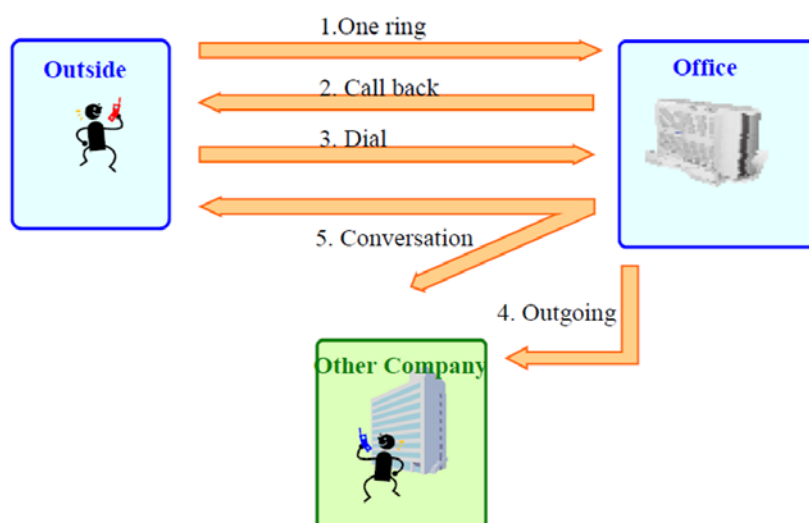 1.One ring
Outside
Office
2. Call back
3. Dial
5. Conversation
4. Outgoing
Other Company